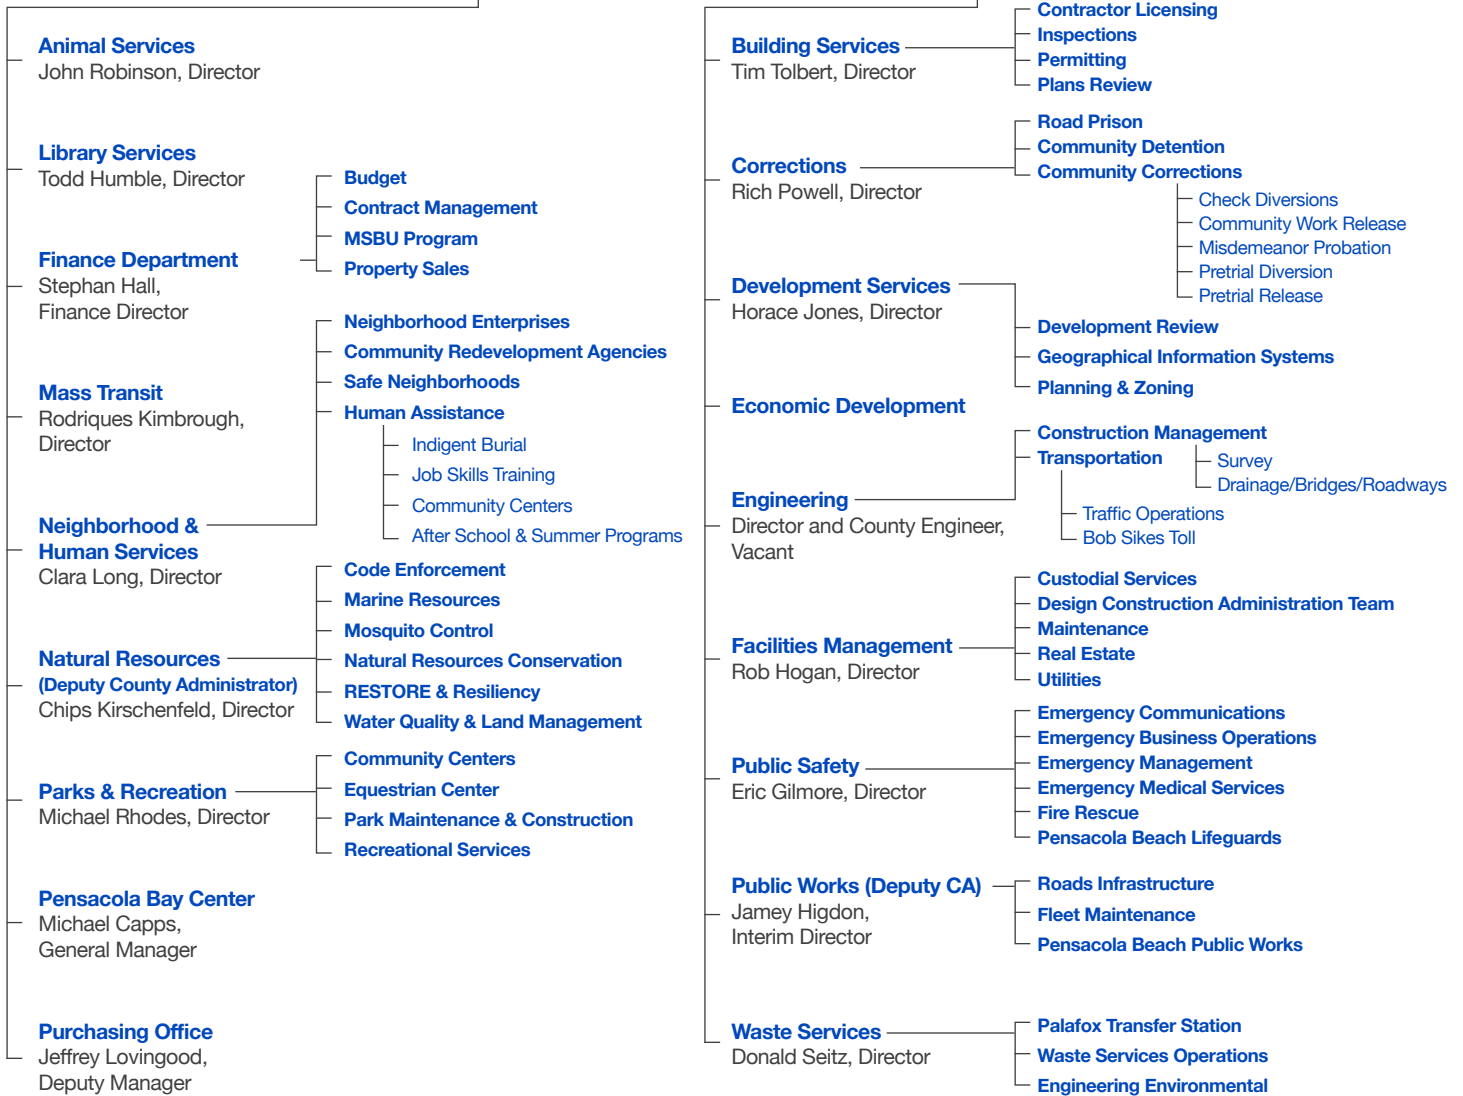 Animal Services
John Robinson, Director
Library Services
Todd Humble, Director
Finance Department
Stephan Hall,
Finance Director
Budget
Contract Management
MSBU Program
Property Sales
Mass Transit
Rodriques Kimbrough,
Director
Neighborhood &
Human Services
Clara Long, Director
Neighborhood Enterprises
Community Redevelopment Agencies
Safe Neighborhoods
Human Assistance
Indigent Burial
Job Skills Training
Community Centers
After School & Summer Programs
Natural Resources
(Deputy County Administrator)
Chips Kirschenfeld, Director
Code Enforcement
Marine Resources
Mosquito Control
Natural Resources Conservation
RESTORE & Resiliency
Water Quality & Land Management
Parks & Recreation
Michael Rhodes, Director
Community Centers
Equestrian Center
Park Maintenance & Construction
Recreational Services
Pensacola Bay Center
Michael Capps,
General Manager
Purchasing Office
Jeffrey Lovingood,
Deputy Manager
Building Services
Tim Tolbert, Director
Contractor Licensing
Inspections
Permitting
Plans Review
Corrections
Rich Powell, Director
Road Prison
Community Detention
Community Corrections
Check Diversions
Community Work Release
Misdemeanor Probation
Pretrial Diversion
Pretrial Release
Development Services
Horace Jones, Director
Development Review
Geographical Information Systems
Planning & Zoning
Economic Development
Engineering
Director and County Engineer,
Vacant
Construction Management
Survey
Drainage/Bridges/Roadways
Transportation
Traffic Operations
Bob Sikes Toll
Facilities Management
Rob Hogan, Director
Custodial Services
Design Construction Administration Team
Maintenance
Real Estate
Utilities
Public Safety
Eric Gilmore, Director
Emergency Communications
Emergency Business Operations
Emergency Management
Emergency Medical Services
Fire Rescue
Pensacola Beach Lifeguards
Public Works (Deputy CA)
Jamey Higdon,
Interim Director
Roads Infrastructure
Fleet Maintenance
Pensacola Beach Public Works
Waste Services
Donald Seitz, Director
Palafox Transfer Station
Waste Services Operations
Engineering Environmental